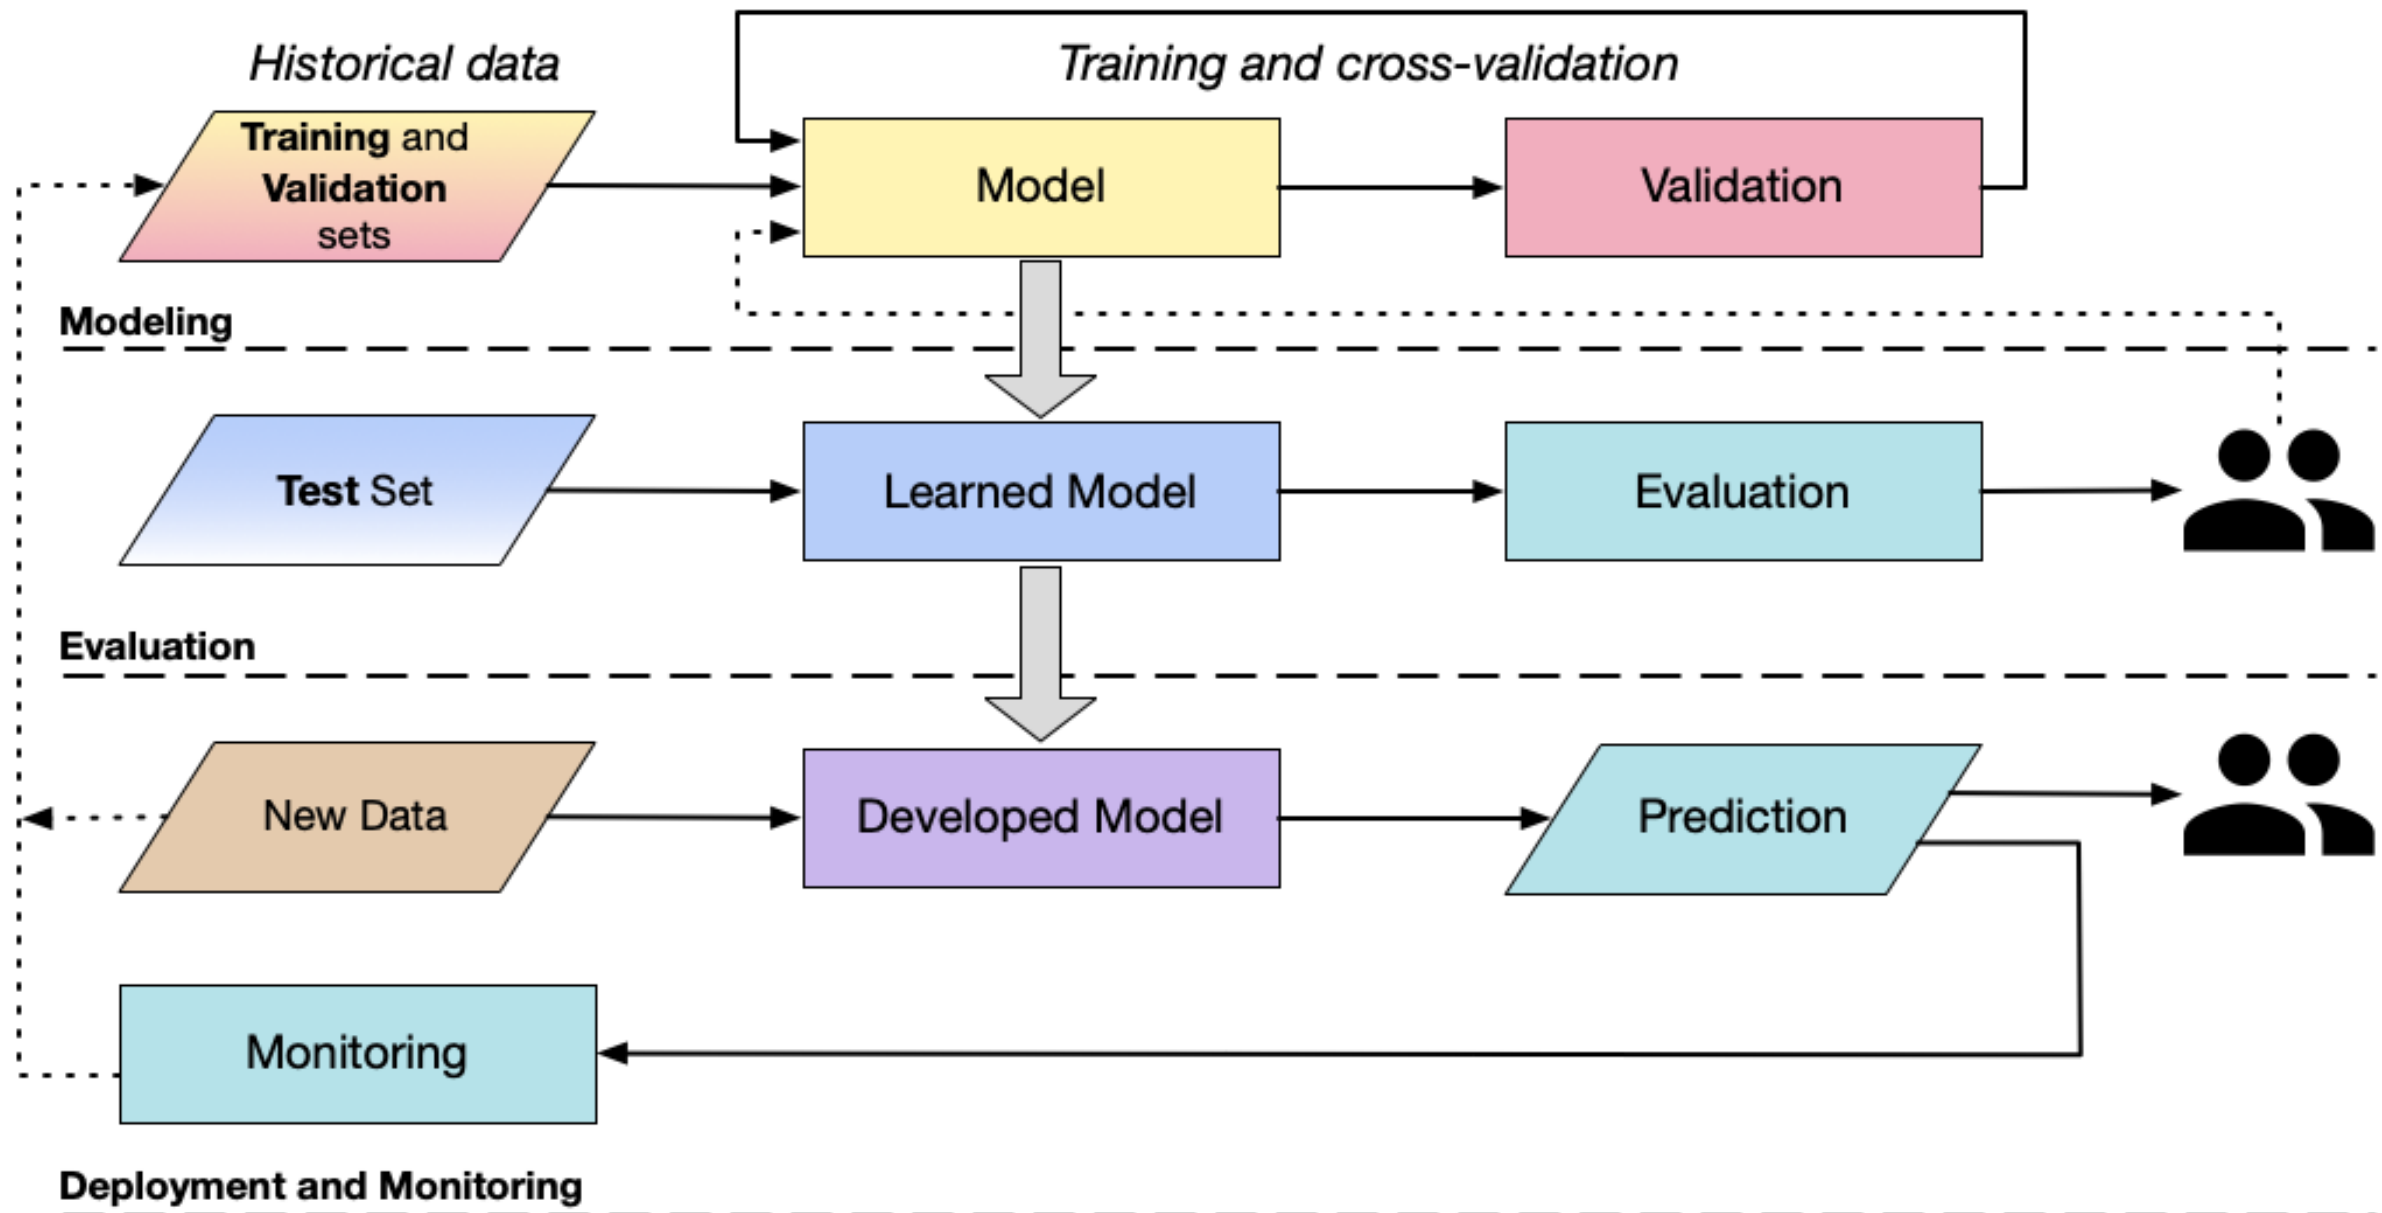 Historical data
Training and cross-validation
Training and
Validation
sets
Model
Validation
Modeling
Test Set
Learned Model
Evaluation
Evaluation
New Data
Developed Model
Prediction
Monitoring
Deployment and Monitoring